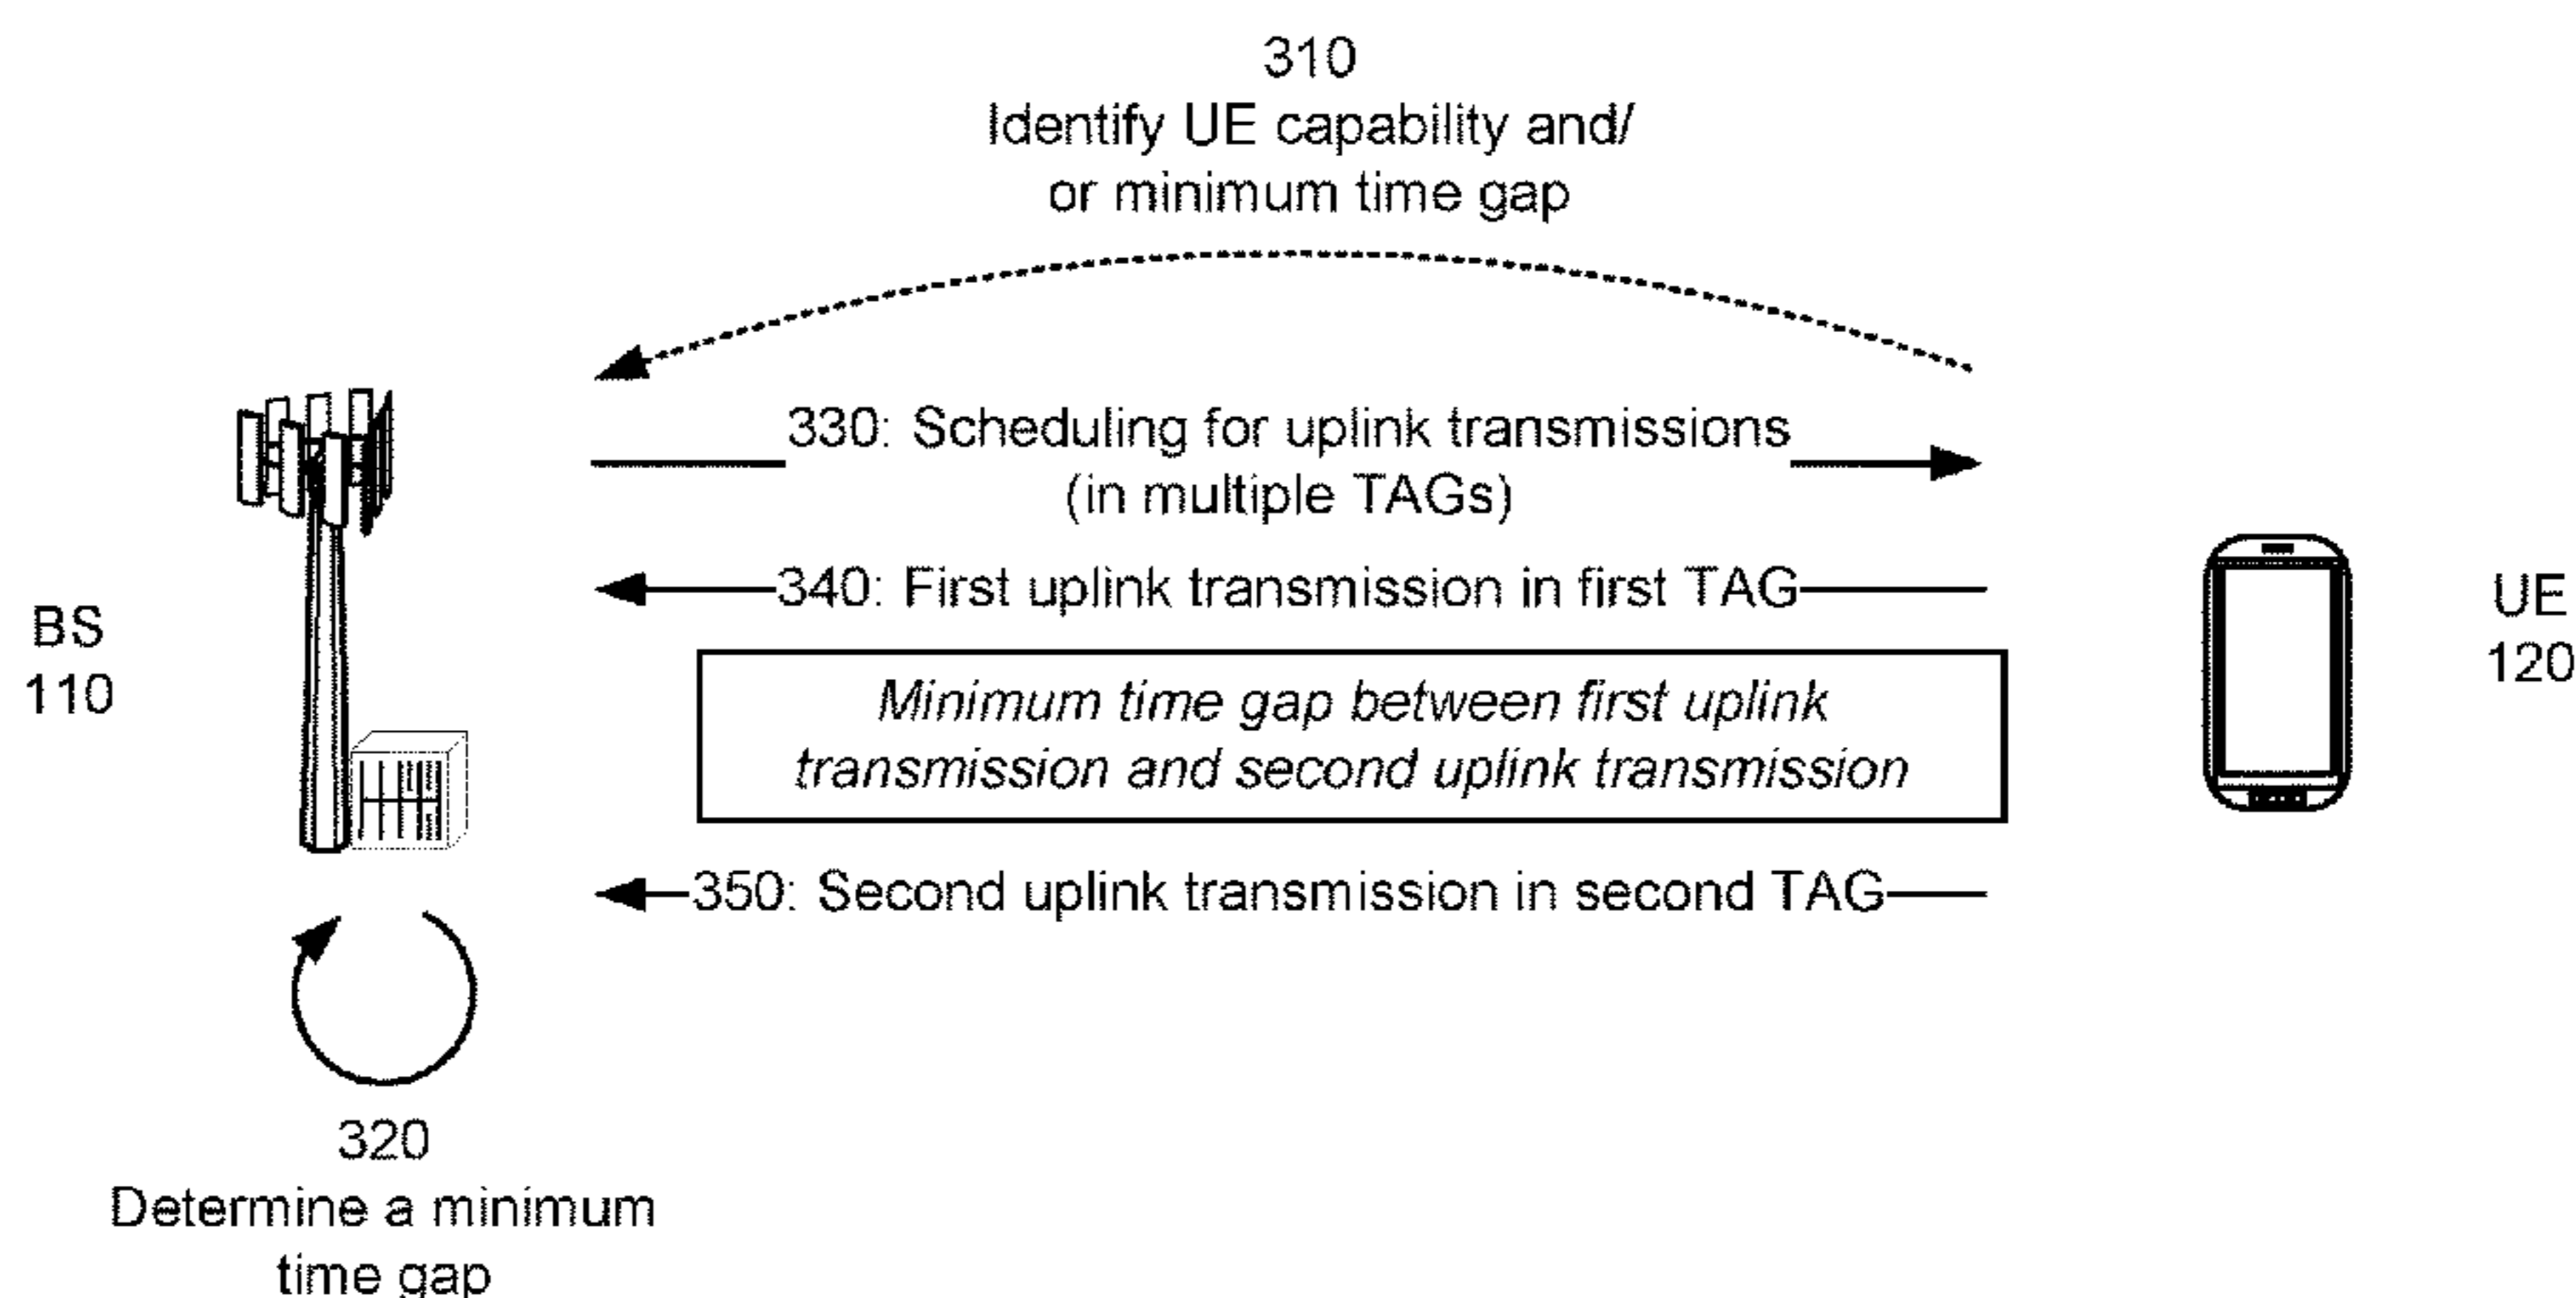 310
Identify UE capability and/
or minimum time gap
330: Scheduling for uplink transmissions
(in multiple TAGs)
340: First uplink transmission in first TAG
BS
110
UE
120
Minimum time gap between first uplink
transmission and second uplink transmission
350: Second uplink transmission in second TAG
320
Determine a minimum
time gap